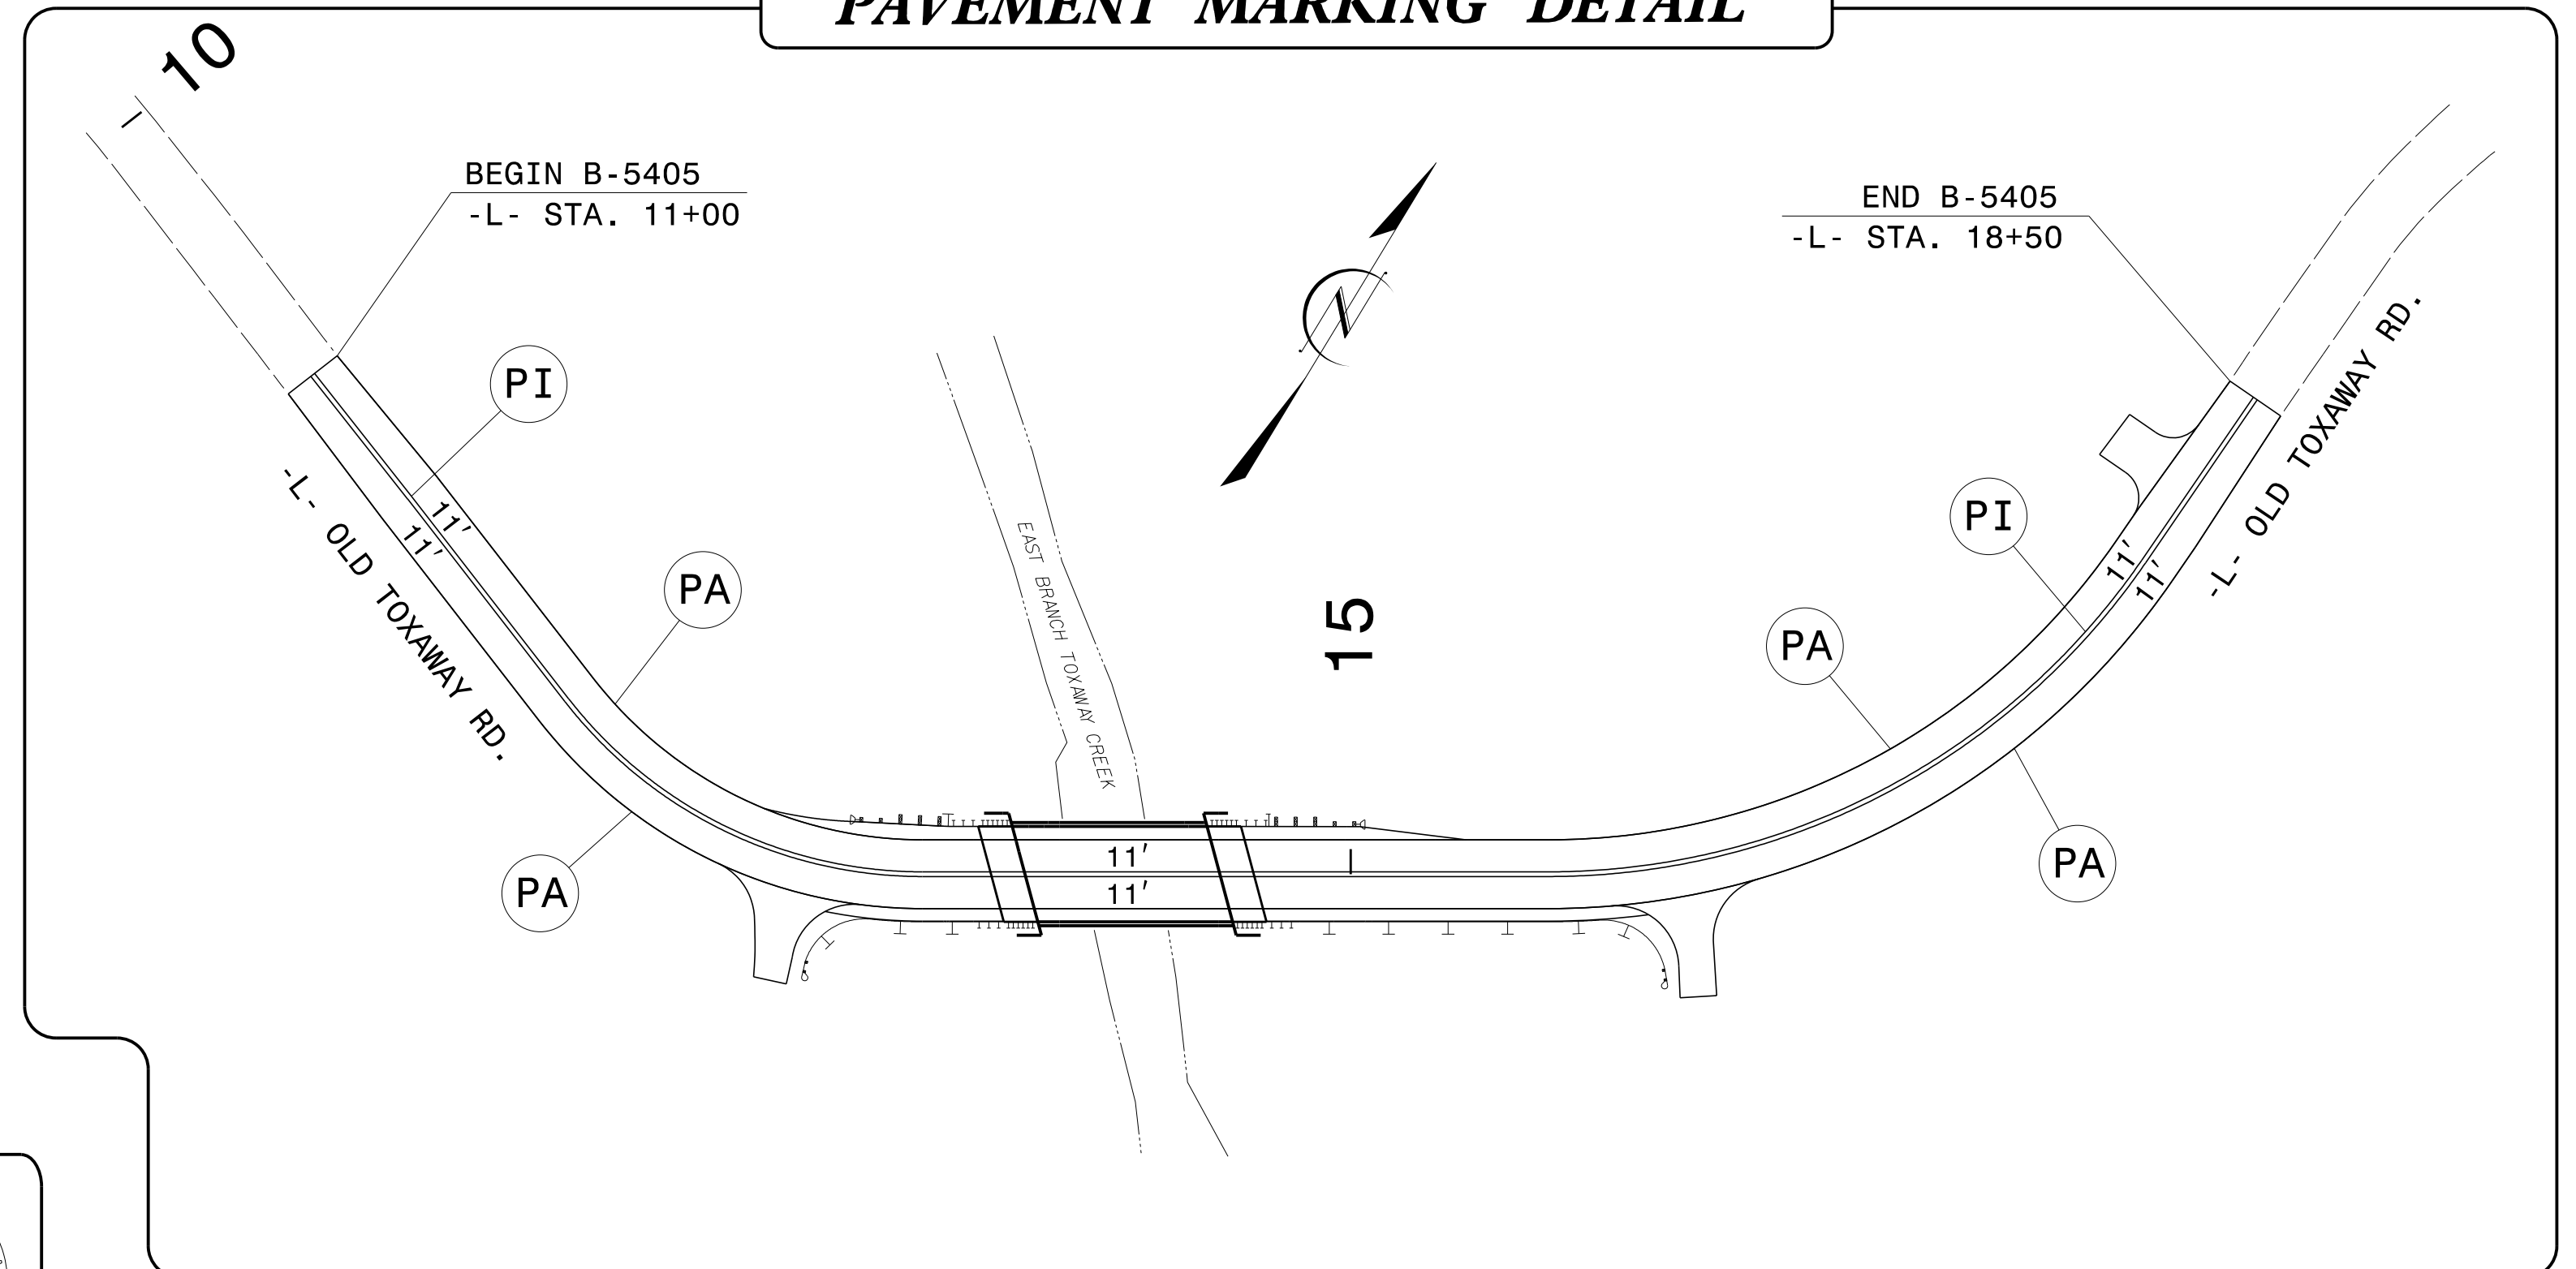 PAVEMENT MARKING DETAIL
10
BEGIN B-5405
-L- STA. 11+00
END B-5405
-L- STA. 18+50
N
PI
11'
11'
-L- OLD TOXAWAY RD.
PA
PA
EAST BRANCH TOXAWAY CREEK
15
11'
11'
PI
PA
11'
11'
-L- OLD TOXAWAY RD.
PA